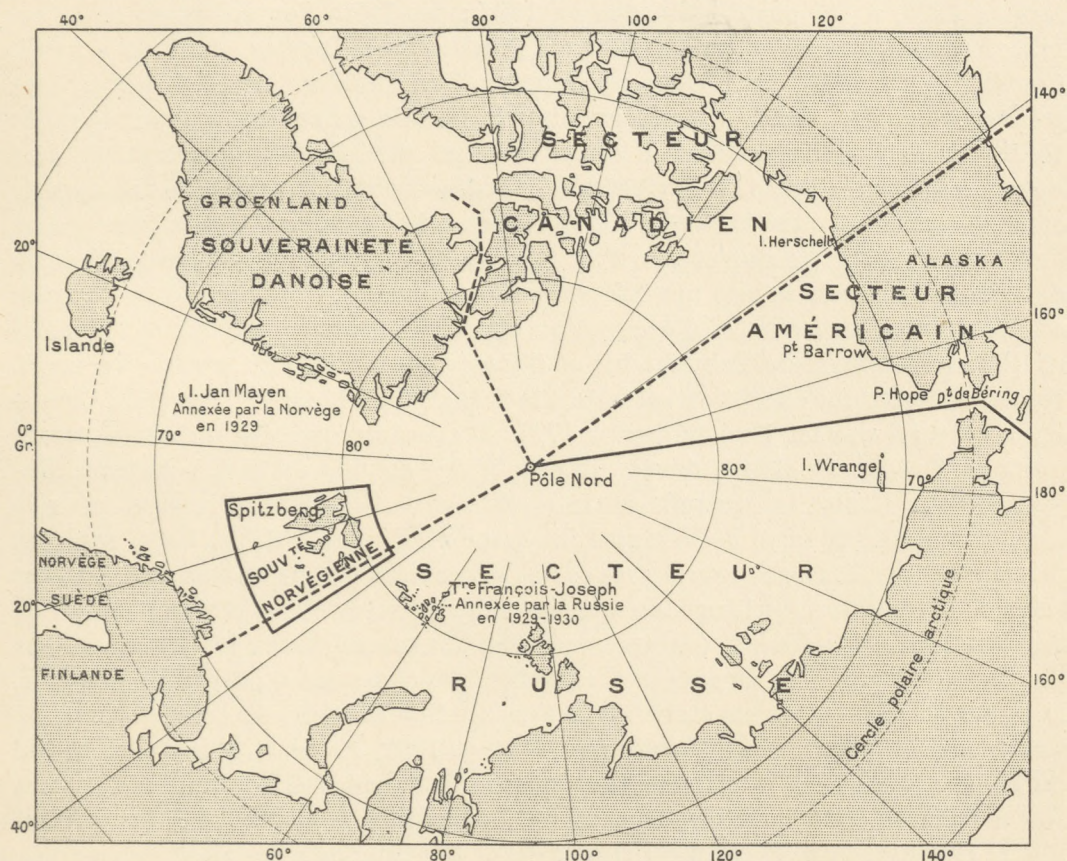 40° 60° 80° 100° 120°
140°
SECTEUR
CANADIEN
I. Herschell
GROENLAND
SOUVERAINETE
DANOISE
20°
ALASKA
SECTEUR
AMÉRICAIN
160°
Pt Barrow
Islande
P. Hope
Dt de Béring
I. Jan Mayen
Annexée par la Norvège
en 1929
0°
Gr.
70°
80°
Pôle Nord
80°
I. Wrangel
70°
180°
Spitzberg
SOUVTÉ
NORVÉGIENNE
NORVÈGE
SUÈDE
20°
FINLANDE
SECTEUR
Tre François-Joseph
Annexée par la Russie
en 1929-1930
RUSSE
Cercle polaire arctique
160°
40°
60° 80° 100° 120° 140°